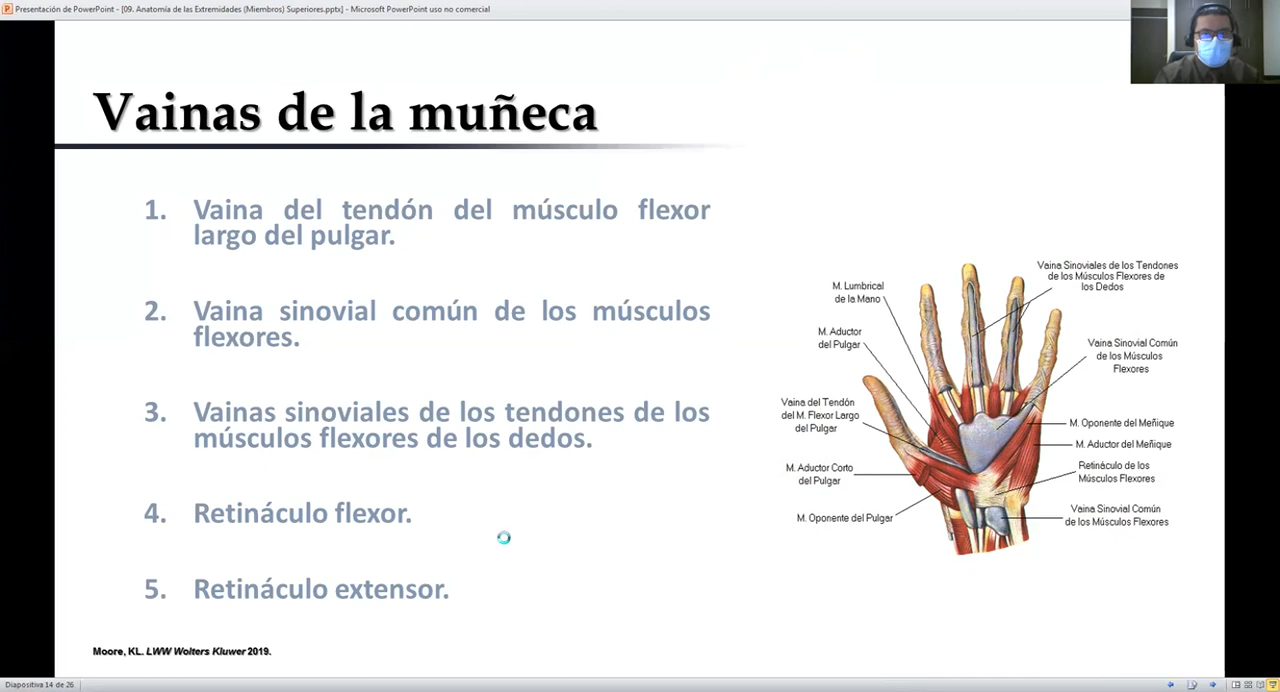 Presentación de PowerPoint - [09. Anatomía de las Extremidades (Miembros) Superiores.pptx] - Microsoft PowerPoint uso no comercial
Vainas de la muñeca
1. Vaina del tendón del músculo flexor
largo del pulgar.
2. Vaina sinovial común de los músculos
flexores.
3. Vainas sinoviales de los tendones de los
músculos flexores de los dedos.
4. Retináculo flexor.
5. Retináculo extensor.
Vaina Sinoviales de los Tendones
de los Músculos Flexores de
los Dedos
M. Lumbrical
de la Mano
M. Aductor
del Pulgar
Vaina Sinovial Común
de los Músculos
Flexores
Vaina del Tendón
del M. Flexor Largo
del Pulgar
M. Oponente del Meñique
M. Aductor del Meñique
M. Aductor Corto
del Pulgar
Retináculo de los
Músculos Flexores
M. Oponente del Pulgar
Vaina Sinovial Común
de los Músculos Flexores
Moore, KL. LWW Wolters Kluwer 2019.
Diapositiva 14 de 26